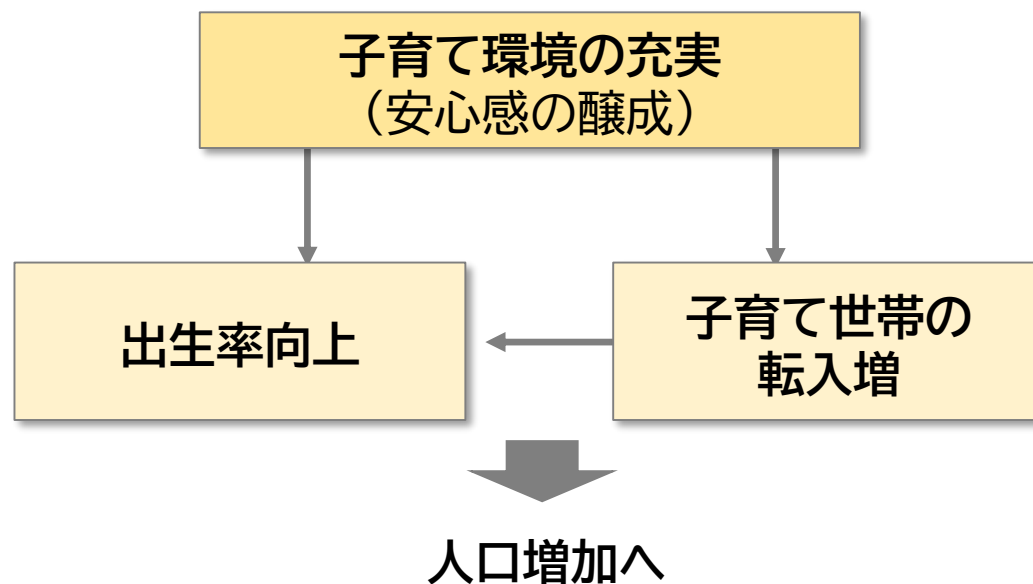 子育て環境の充実
（安心感の醸成）
出生率向上
子育て世帯の
転入増
人口増加へ